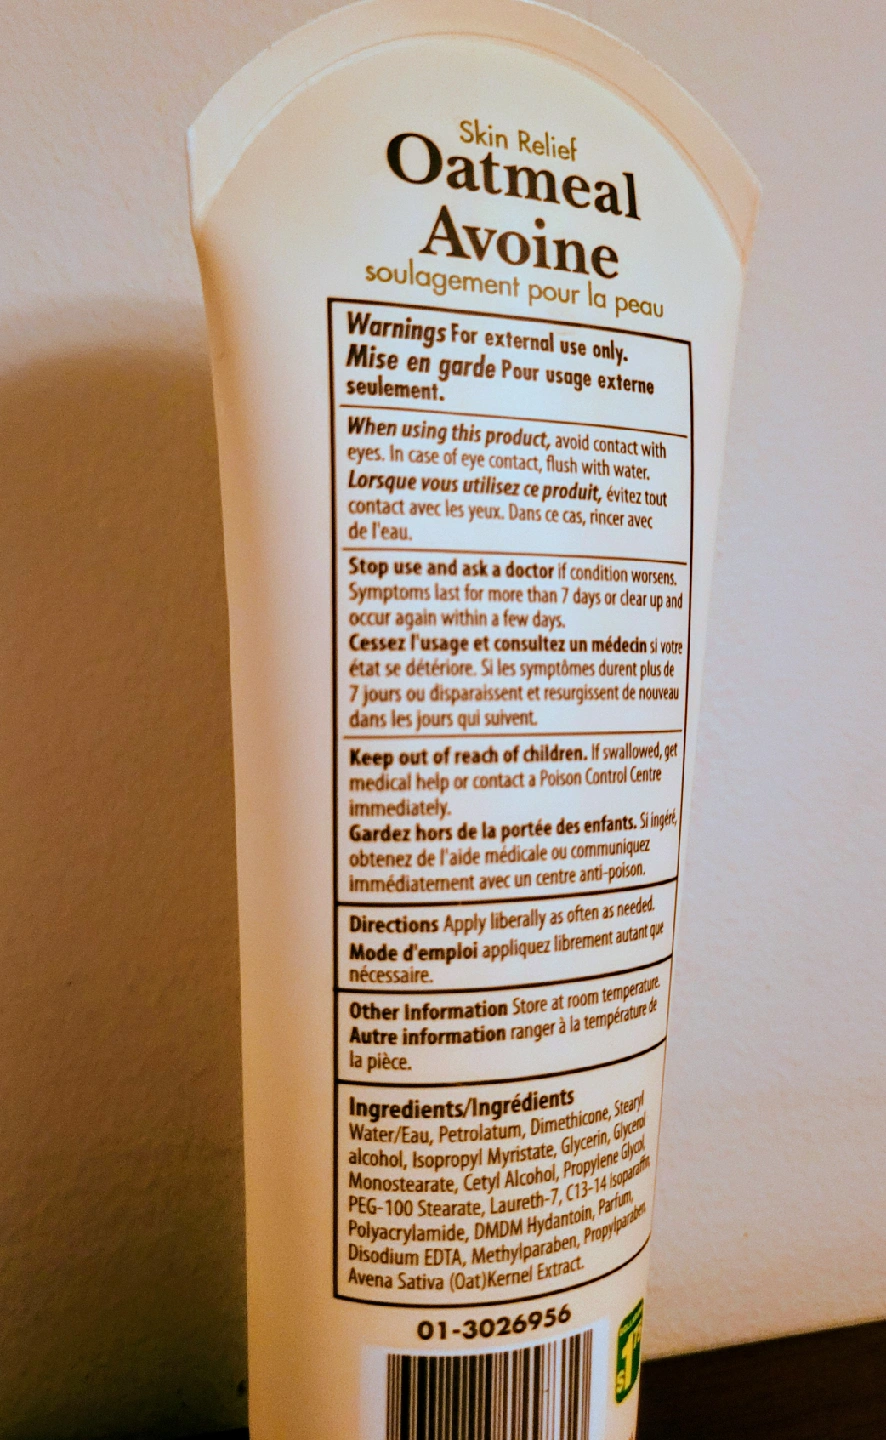 Skin Relief
Oatmeal
Avoine
soulagement pour la peau
Warnings For external use only.
Mise en garde Pour usage externe
seulement.
When using this product, avoid contact with
eyes. In case of eye contact, flush with water.
Lorsque vous utilisez ce produit, évitez tout
contact avec les yeux. Dans ce cas, rincer avec
de l'eau.
Stop use and ask a doctor if condition worsens.
Symptoms last for more than 7 days or clear up and
occur again within a few days.
Cessez l'usage et consultez un médecin si votre
état se détériore. Si les symptômes durent plus de
7 jours ou disparaissent et resurgissent de nouveau
dans les jours qui suivent.
Keep out of reach of children. If swallowed, get
medical help or contact a Poison Control Centre
immediately.
Gardez hors de la portée des enfants. Si ingéré,
obtenez de l'aide médicale ou communiquez
immédiatement avec un centre anti-poison.
Directions Apply liberally as often as needed.
Mode d'emploi appliquez librement autant que
nécessaire.
Other Information Store at room temperature.
Autre information ranger à la température de
la pièce.
Ingredients/Ingrédients
Water/Eau, Petrolatum, Dimethicone, Stearyl
alcohol, Isopropyl Myristate, Glycerin, Glycerol
Monostearate, Cetyl Alcohol, Propylene Glycol,
PEG-100 Stearate, Laureth-7, C13-14 Isoparaffin,
Polyacrylamide, DMDM Hydantoin, Parfum,
Disodium EDTA, Methylparaben, Propylparaben,
Avena Sativa (Oat)Kernel Extract.
01-3026956